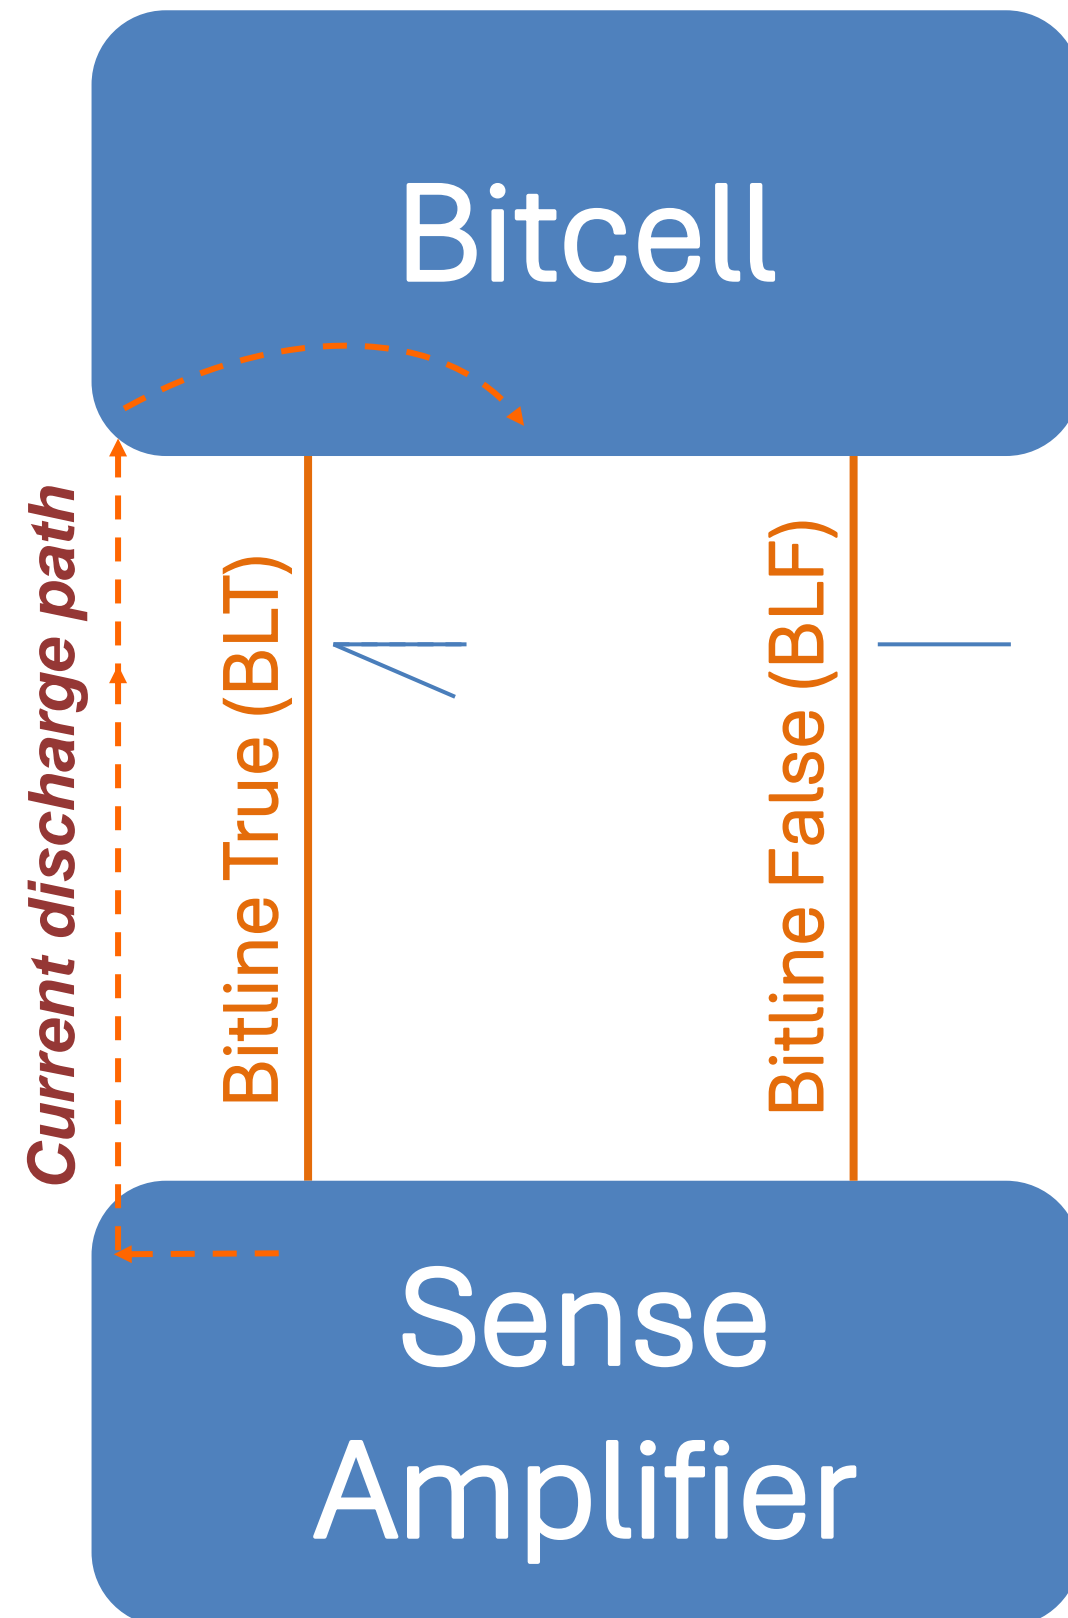 Bitcell
Current discharge path
Bitline True (BLT)
Bitline False (BLF)
Sense
Amplifier